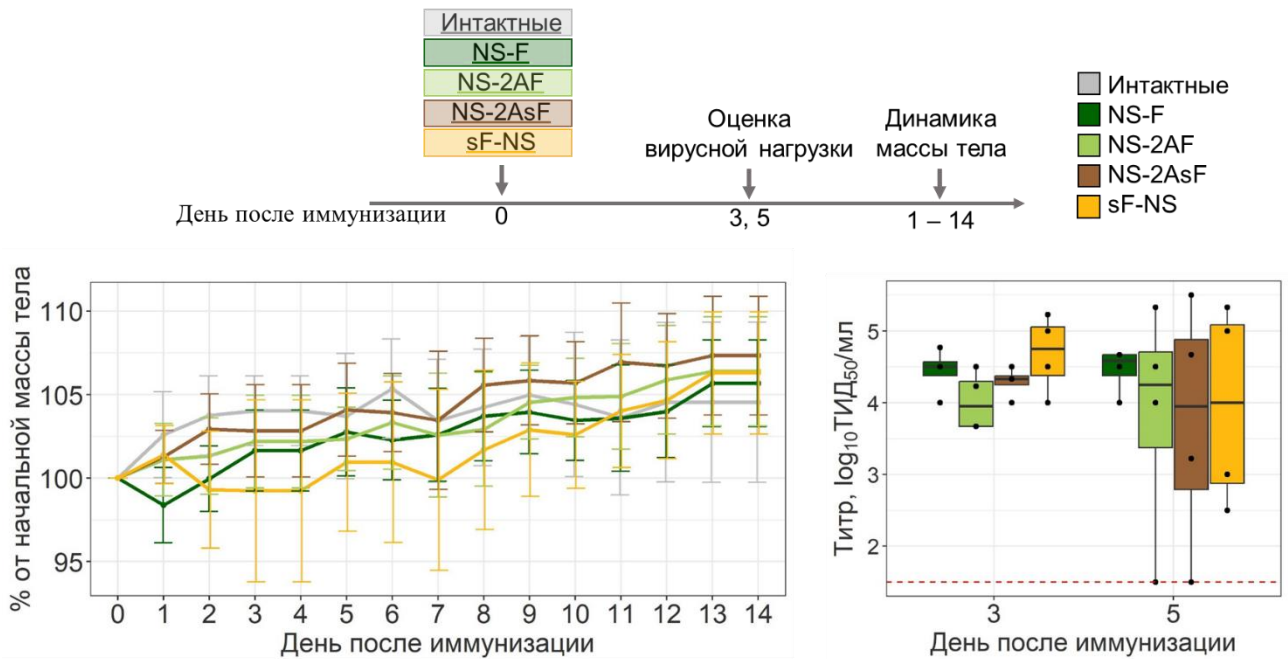 Интактные
NS-F
NS-2AF
NS-2AsF
sF-NS
Оценка
вирусной нагрузки
Динамика
массы тела
День после иммунизации
0
3, 5
1 – 14
Интактные
NS-F
NS-2AF
NS-2AsF
sF-NS
% от начальной массы тела
110
105
100
95
0 1 2 3 4 5 6 7 8 9 10 11 12 13 14
День после иммунизации
Титр, log₁₀ТИД₅₀/мл
5
4
3
2
3 5
День после иммунизации